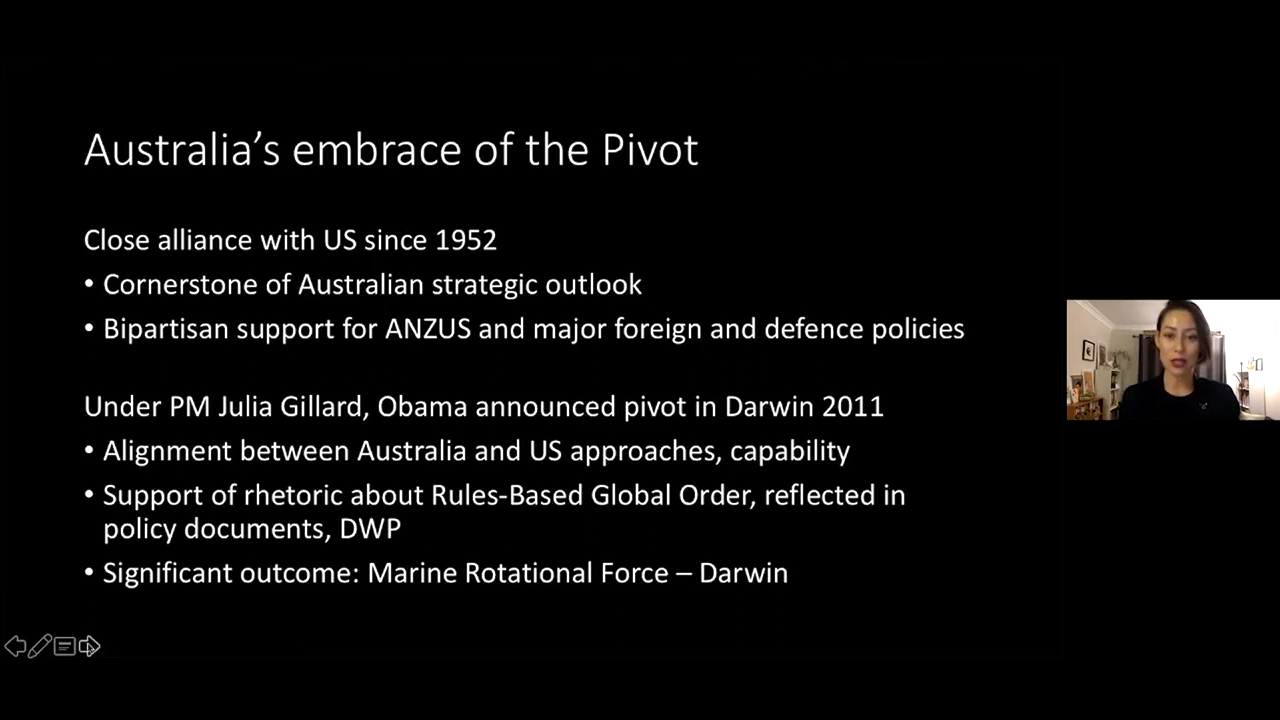 Australia’s embrace of the Pivot
Close alliance with US since 1952
• Cornerstone of Australian strategic outlook
• Bipartisan support for ANZUS and major foreign and defence policies
Under PM Julia Gillard, Obama announced pivot in Darwin 2011
• Alignment between Australia and US approaches, capability
• Support of rhetoric about Rules-Based Global Order, reflected in
policy documents, DWP
• Significant outcome: Marine Rotational Force – Darwin